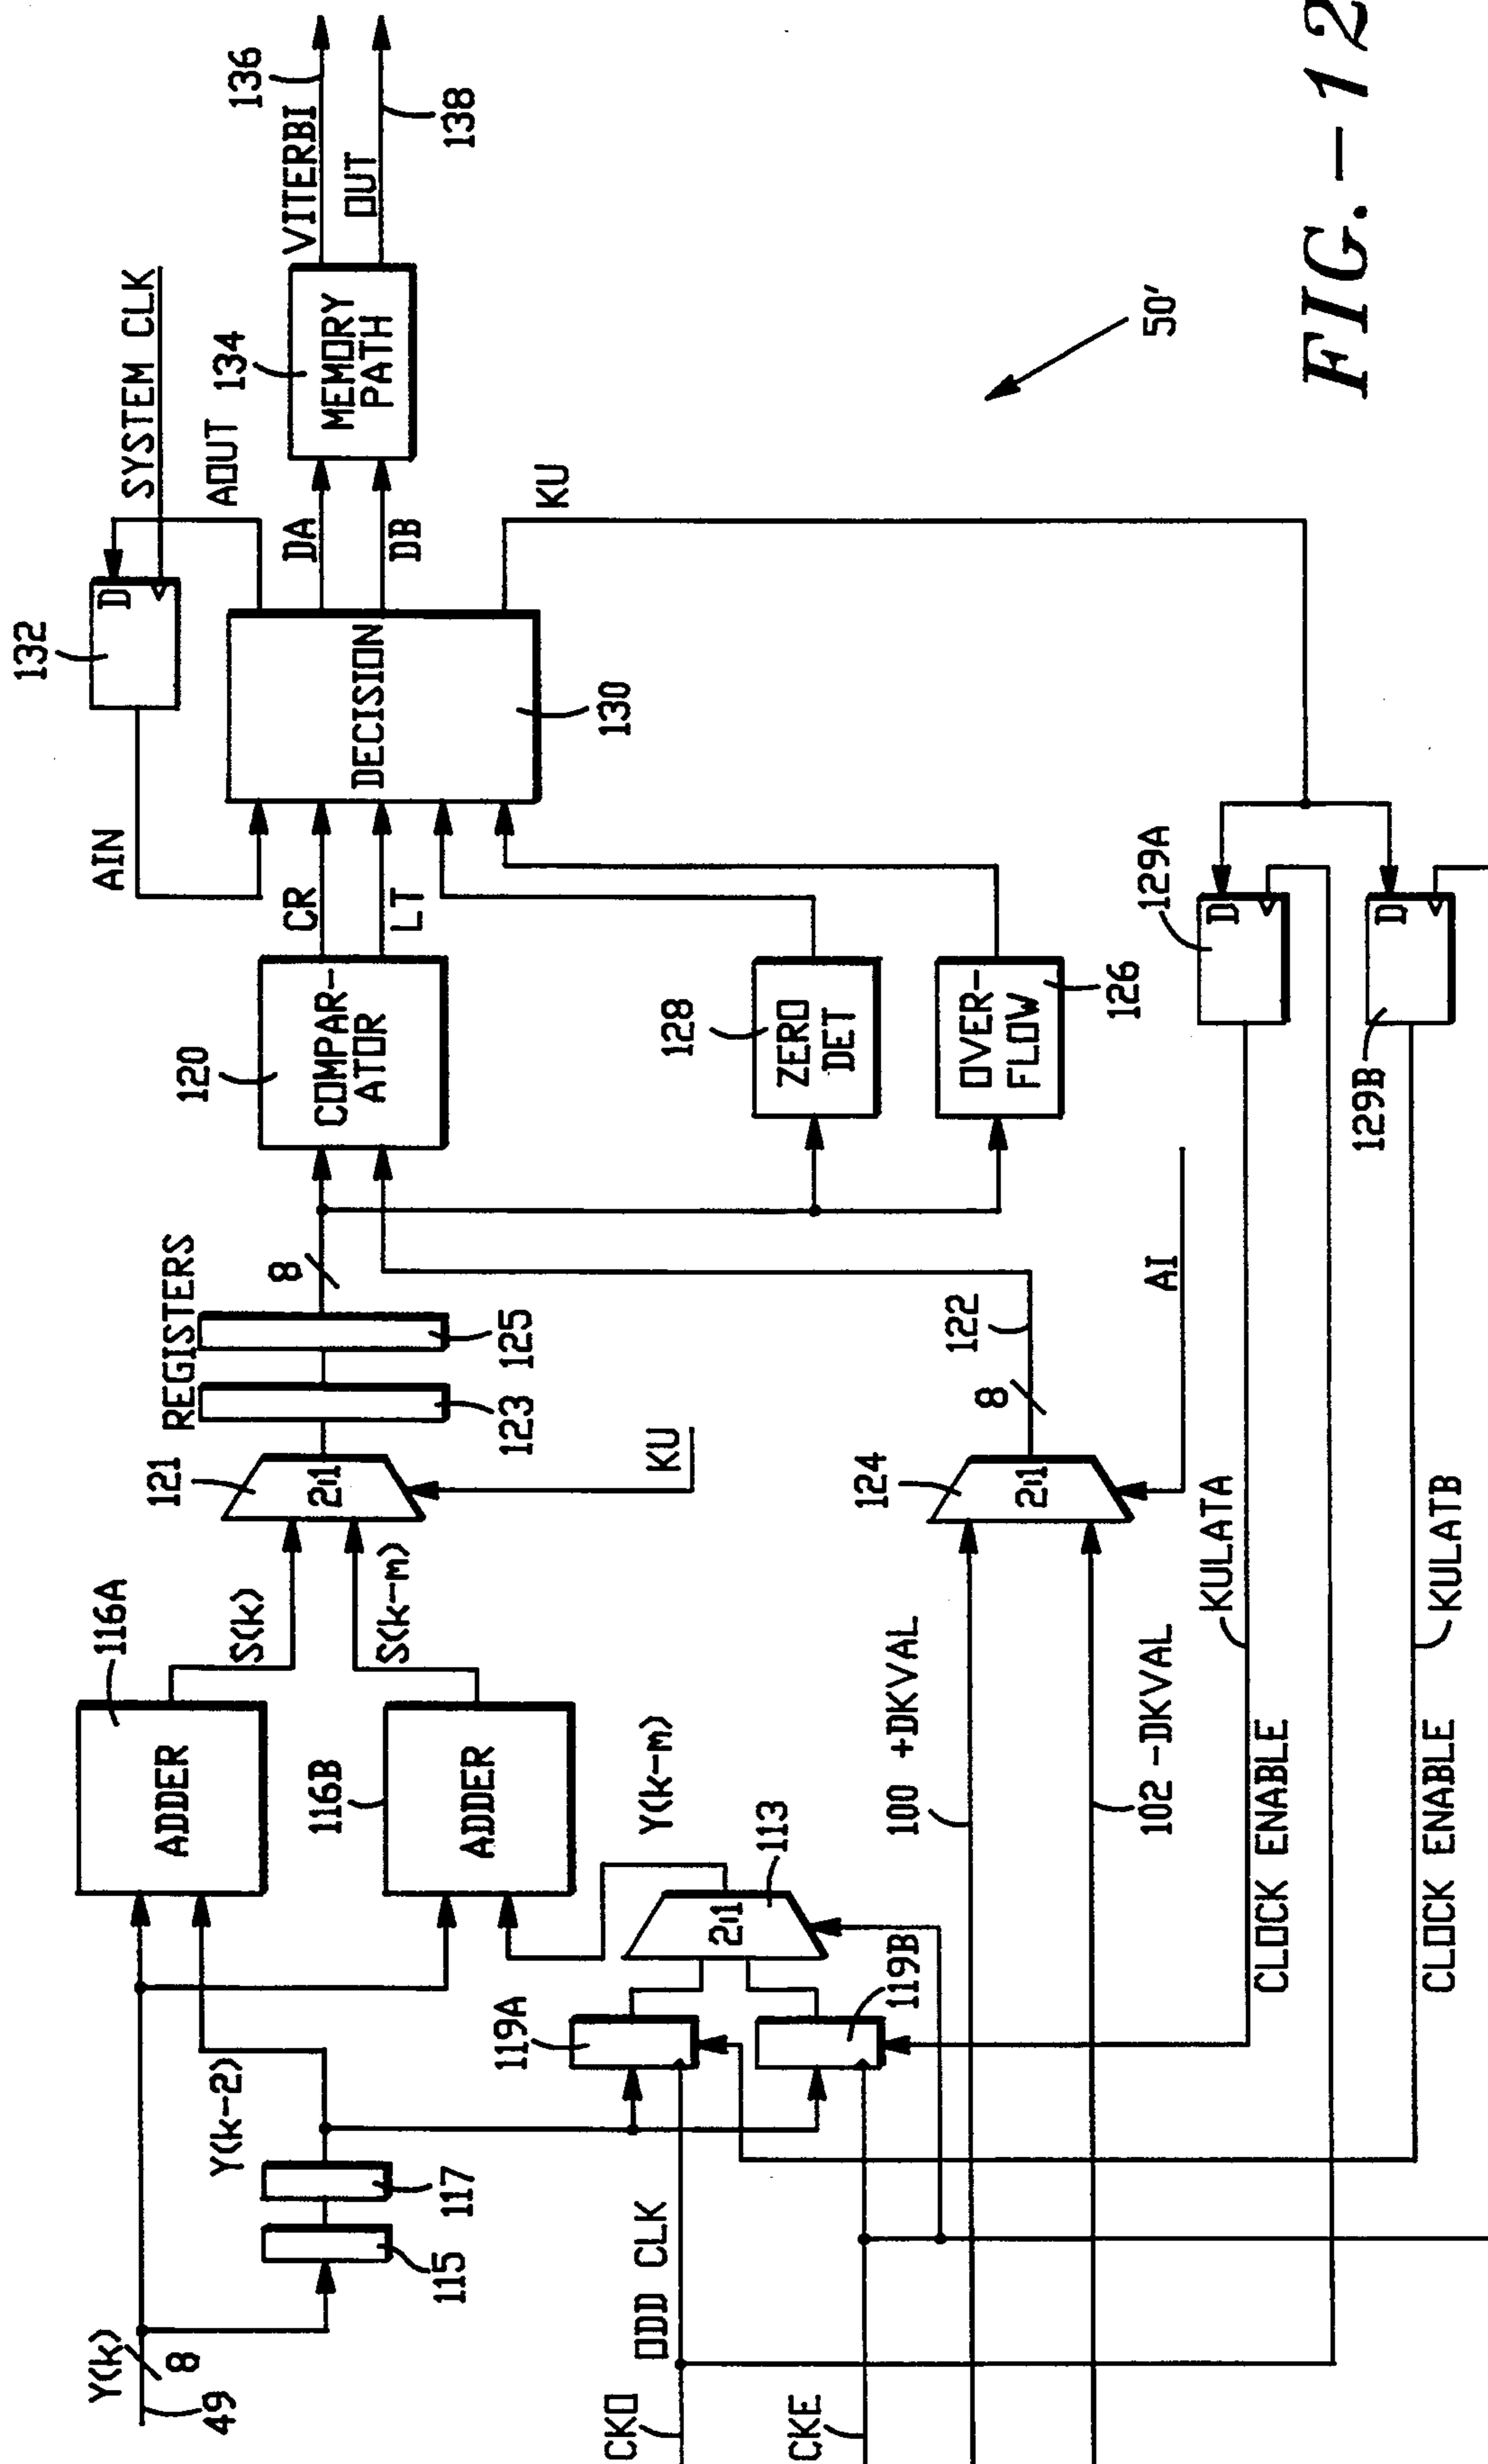 Y(k)
8
49
115
117
Y(k-2)
116A
ADDER
116B
ADDER
S(k)
S(k-m)
Y(k-m)
119A
119B
113
2:1
121
2:1
KU
REGISTERS
123
125
8
120
COMPAR-
ATOR
CR
LT
AIN
132
D
SYSTEM CLK
AOUT
DECISION
130
DA
DB
134
MEMORY
PATH
VITERBI
136
OUT
138
KU
128
ZERO
DET
OVER-
FLOW
126
124
2:1
8
122
AI
100 +DKVAL
102 -DKVAL
CKO
ODD CLK
CKE
KULATA
CLOCK ENABLE
KULATB
CLOCK ENABLE
129A
D
129B
D
50'
FIG.-12